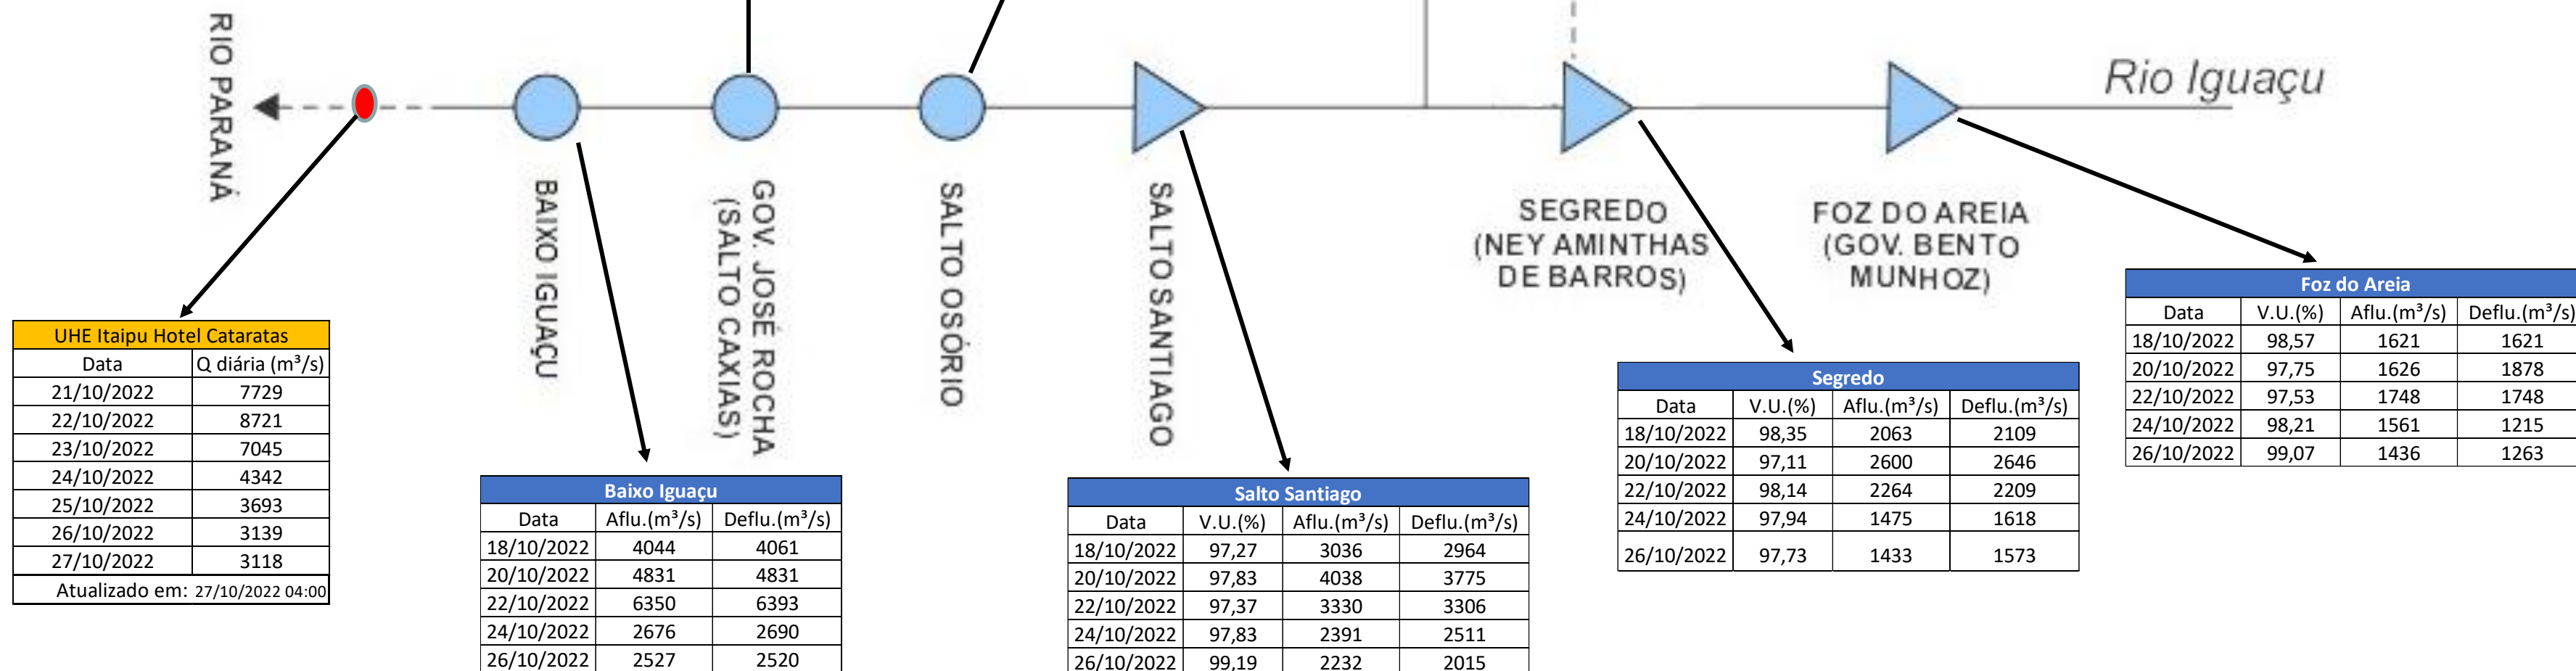 RIO PARANÁ
BAIXO IGUAÇU
GOV. JOSÉ ROCHA
(SALTO CAXIAS)
SALTO OSÓRIO
SALTO SANTIAGO
SEGREDO
(NEY AMINTHAS
DE BARROS)
FOZ DO AREIA
(GOV. BENTO
MUNHOZ)
Rio Iguaçu
UHE Itaipu Hotel Cataratas
Data Q diária (m³/s)
21/10/2022 7729
22/10/2022 8721
23/10/2022 7045
24/10/2022 4342
25/10/2022 3693
26/10/2022 3139
27/10/2022 3118
Atualizado em: 27/10/2022 04:00
Baixo Iguaçu
Data Aflu.(m³/s) Deflu.(m³/s)
18/10/2022 4044 4061
20/10/2022 4831 4831
22/10/2022 6350 6393
24/10/2022 2676 2690
26/10/2022 2527 2520
Salto Santiago
Data V.U.(%) Aflu.(m³/s) Deflu.(m³/s)
18/10/2022 97,27 3036 2964
20/10/2022 97,83 4038 3775
22/10/2022 97,37 3330 3306
24/10/2022 97,83 2391 2511
26/10/2022 99,19 2232 2015
Segredo
Data V.U.(%) Aflu.(m³/s) Deflu.(m³/s)
18/10/2022 98,35 2063 2109
20/10/2022 97,11 2600 2646
22/10/2022 98,14 2264 2209
24/10/2022 97,94 1475 1618
26/10/2022 97,73 1433 1573
Foz do Areia
Data V.U.(%) Aflu.(m³/s) Deflu.(m³/s)
18/10/2022 98,57 1621 1621
20/10/2022 97,75 1626 1878
22/10/2022 97,53 1748 1748
24/10/2022 98,21 1561 1215
26/10/2022 99,07 1436 1263